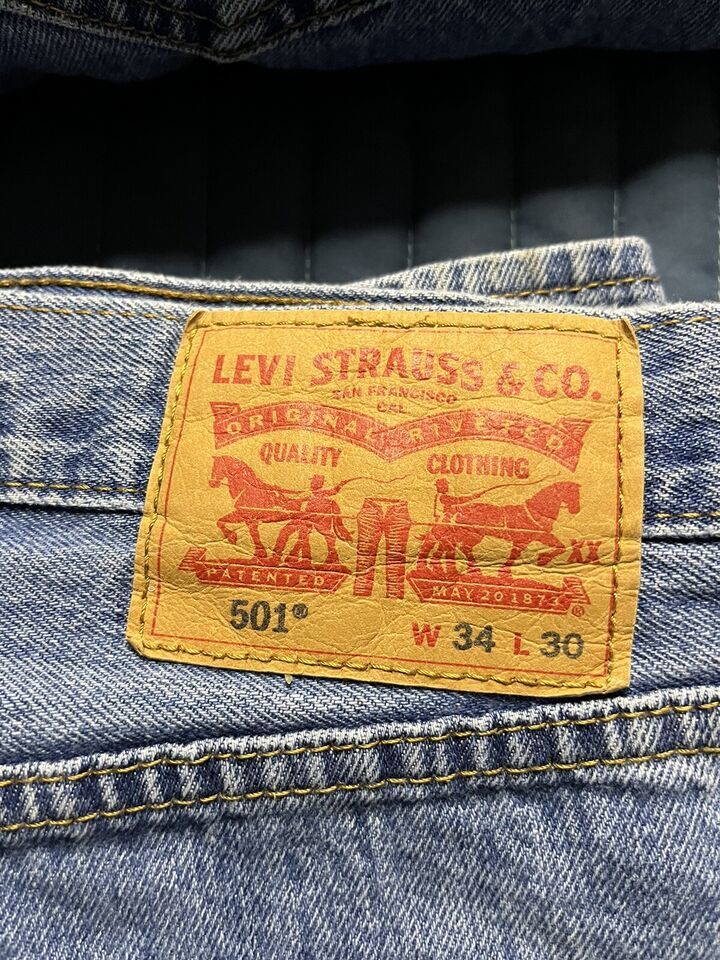 LEVI STRAUSS & CO.
SAN FRANCISCO
CAL.
ORIGINAL RIVETED
QUALITY CLOTHING
XX
PATENTED MAY 20 1873 ®
501® W 34 L 30